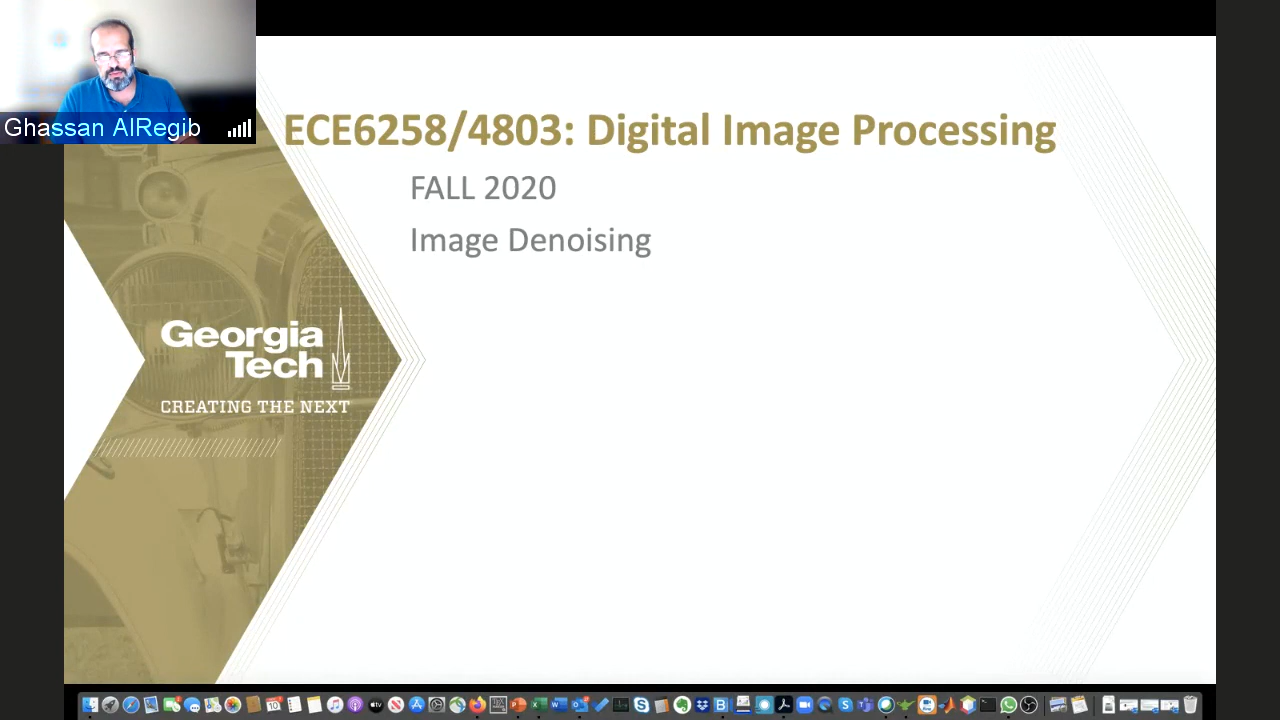 Ghassan AlRegib
ECE6258/4803: Digital Image Processing
FALL 2020
Image Denoising
Georgia
Tech
CREATING THE NEXT